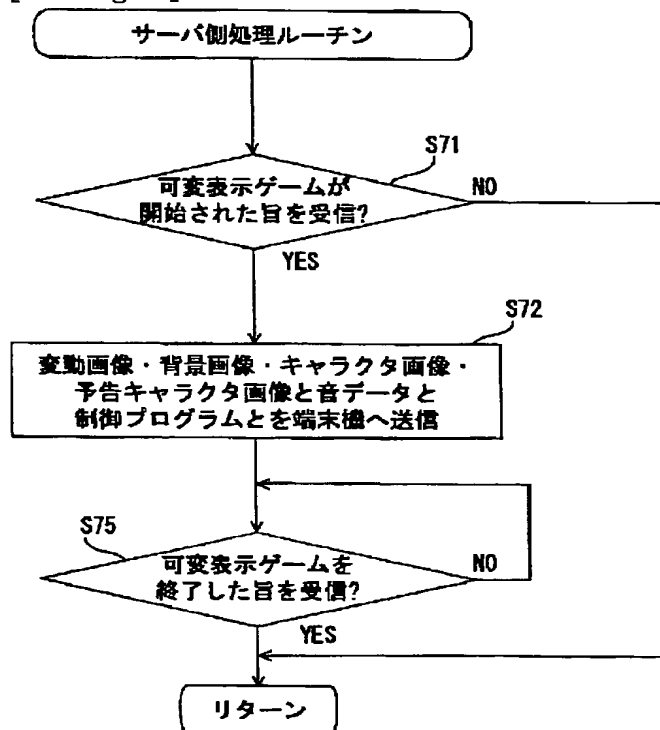 サーバ側処理ルーチン
S71
可変表示ゲームが
開始された旨を受信?
NO
YES
S72
変動画像・背景画像・キャラクタ画像・
予告キャラクタ画像と音データと
制御プログラムとを端末機へ送信
S75
可変表示ゲームを
終了した旨を受信?
NO
YES
リターン